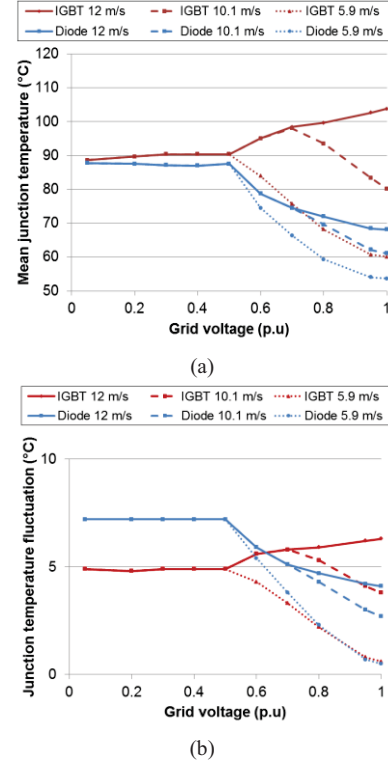 IGBT 12 m/s IGBT 10.1 m/s IGBT 5.9 m/s
Diode 12 m/s Diode 10.1 m/s Diode 5.9 m/s
Mean junction temperature (°C)
120
110
100
90
80
70
60
50
0 0.2 0.4 0.6 0.8 1
Grid voltage (p.u)
(a)
IGBT 12 m/s IGBT 10.1 m/s IGBT 5.9 m/s
Diode 12 m/s Diode 10.1 m/s Diode 5.9 m/s
Junction temperature fluctuation (°C)
10
5
0
0 0.2 0.4 0.6 0.8 1
Grid voltage (p.u)
(b)